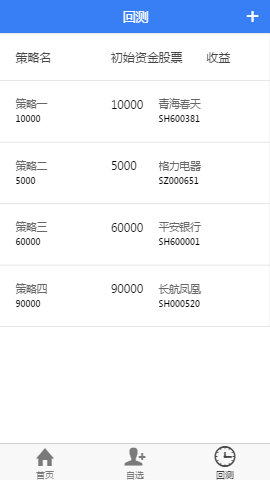 回测 +
策略名 初始资金 股票 收益
策略一 10000 青海春天
10000 SH600381
策略二 5000 格力电器
5000 SZ000651
策略三 60000 平安银行
60000 SH600001
策略四 90000 长航凤凰
90000 SH000520
首页 自选 回测